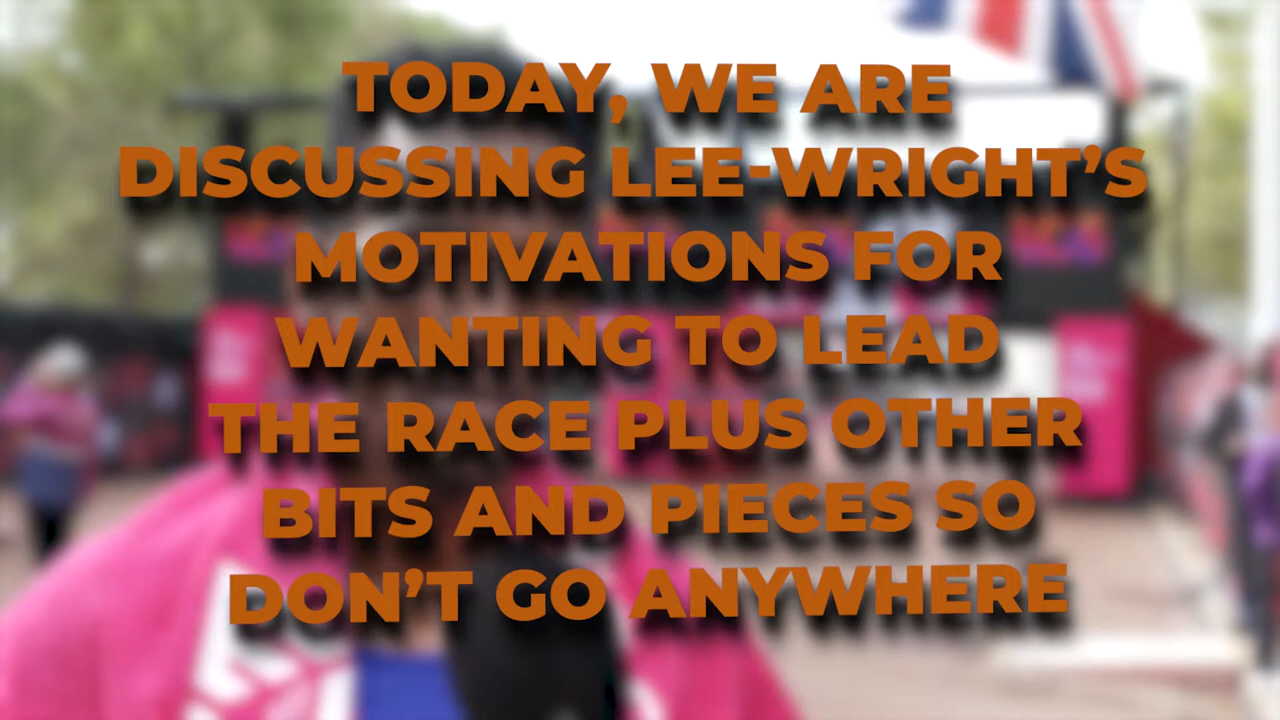 TODAY, WE ARE
DISCUSSING LEE-WRIGHT’S
MOTIVATIONS FOR
WANTING TO LEAD
THE RACE PLUS OTHER
BITS AND PIECES SO
DON’T GO ANYWHERE